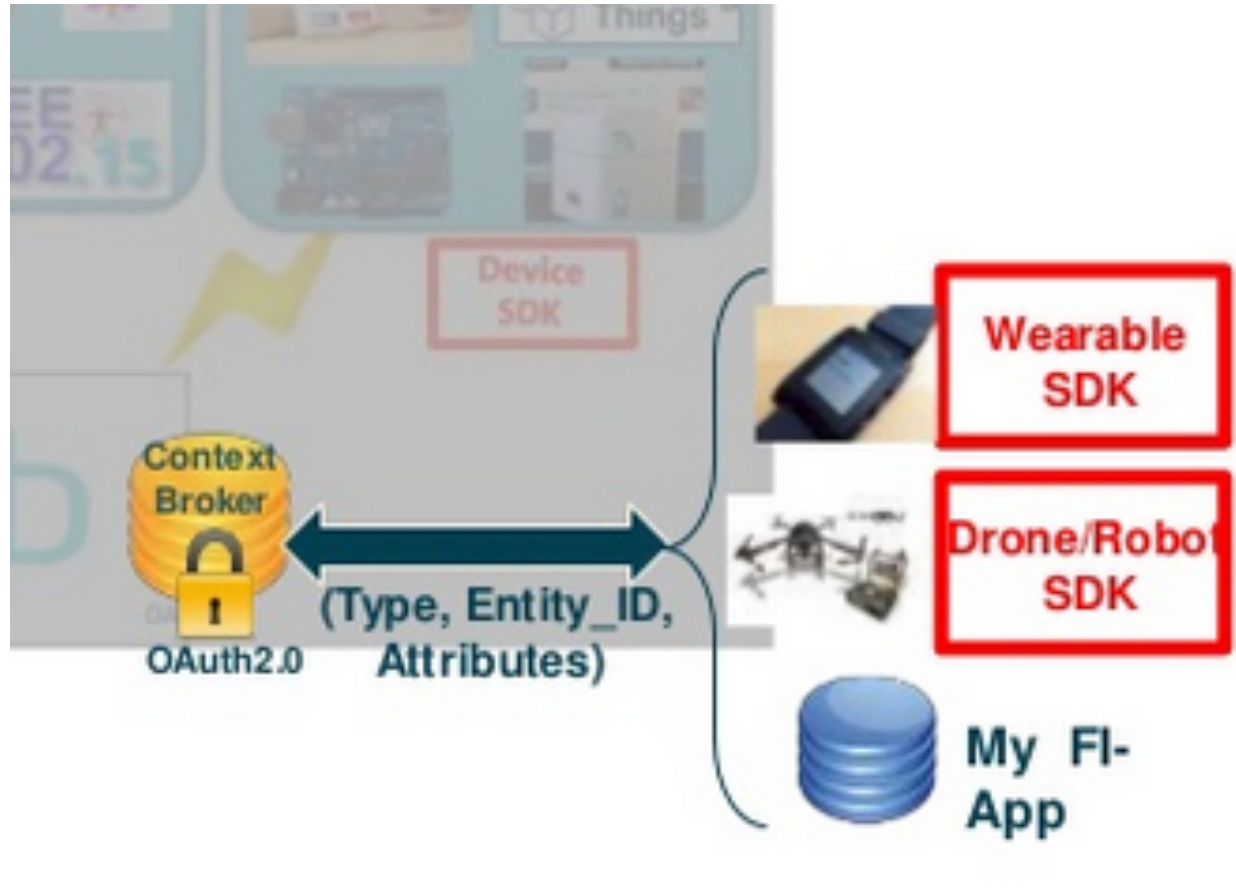 Things
EE
02.15
Device
SDK
Wearable
SDK
Context
Broker
Drone/Robot
SDK
(Type, Entity_ID,
Attributes)
OAuth2.0
My FI-
App